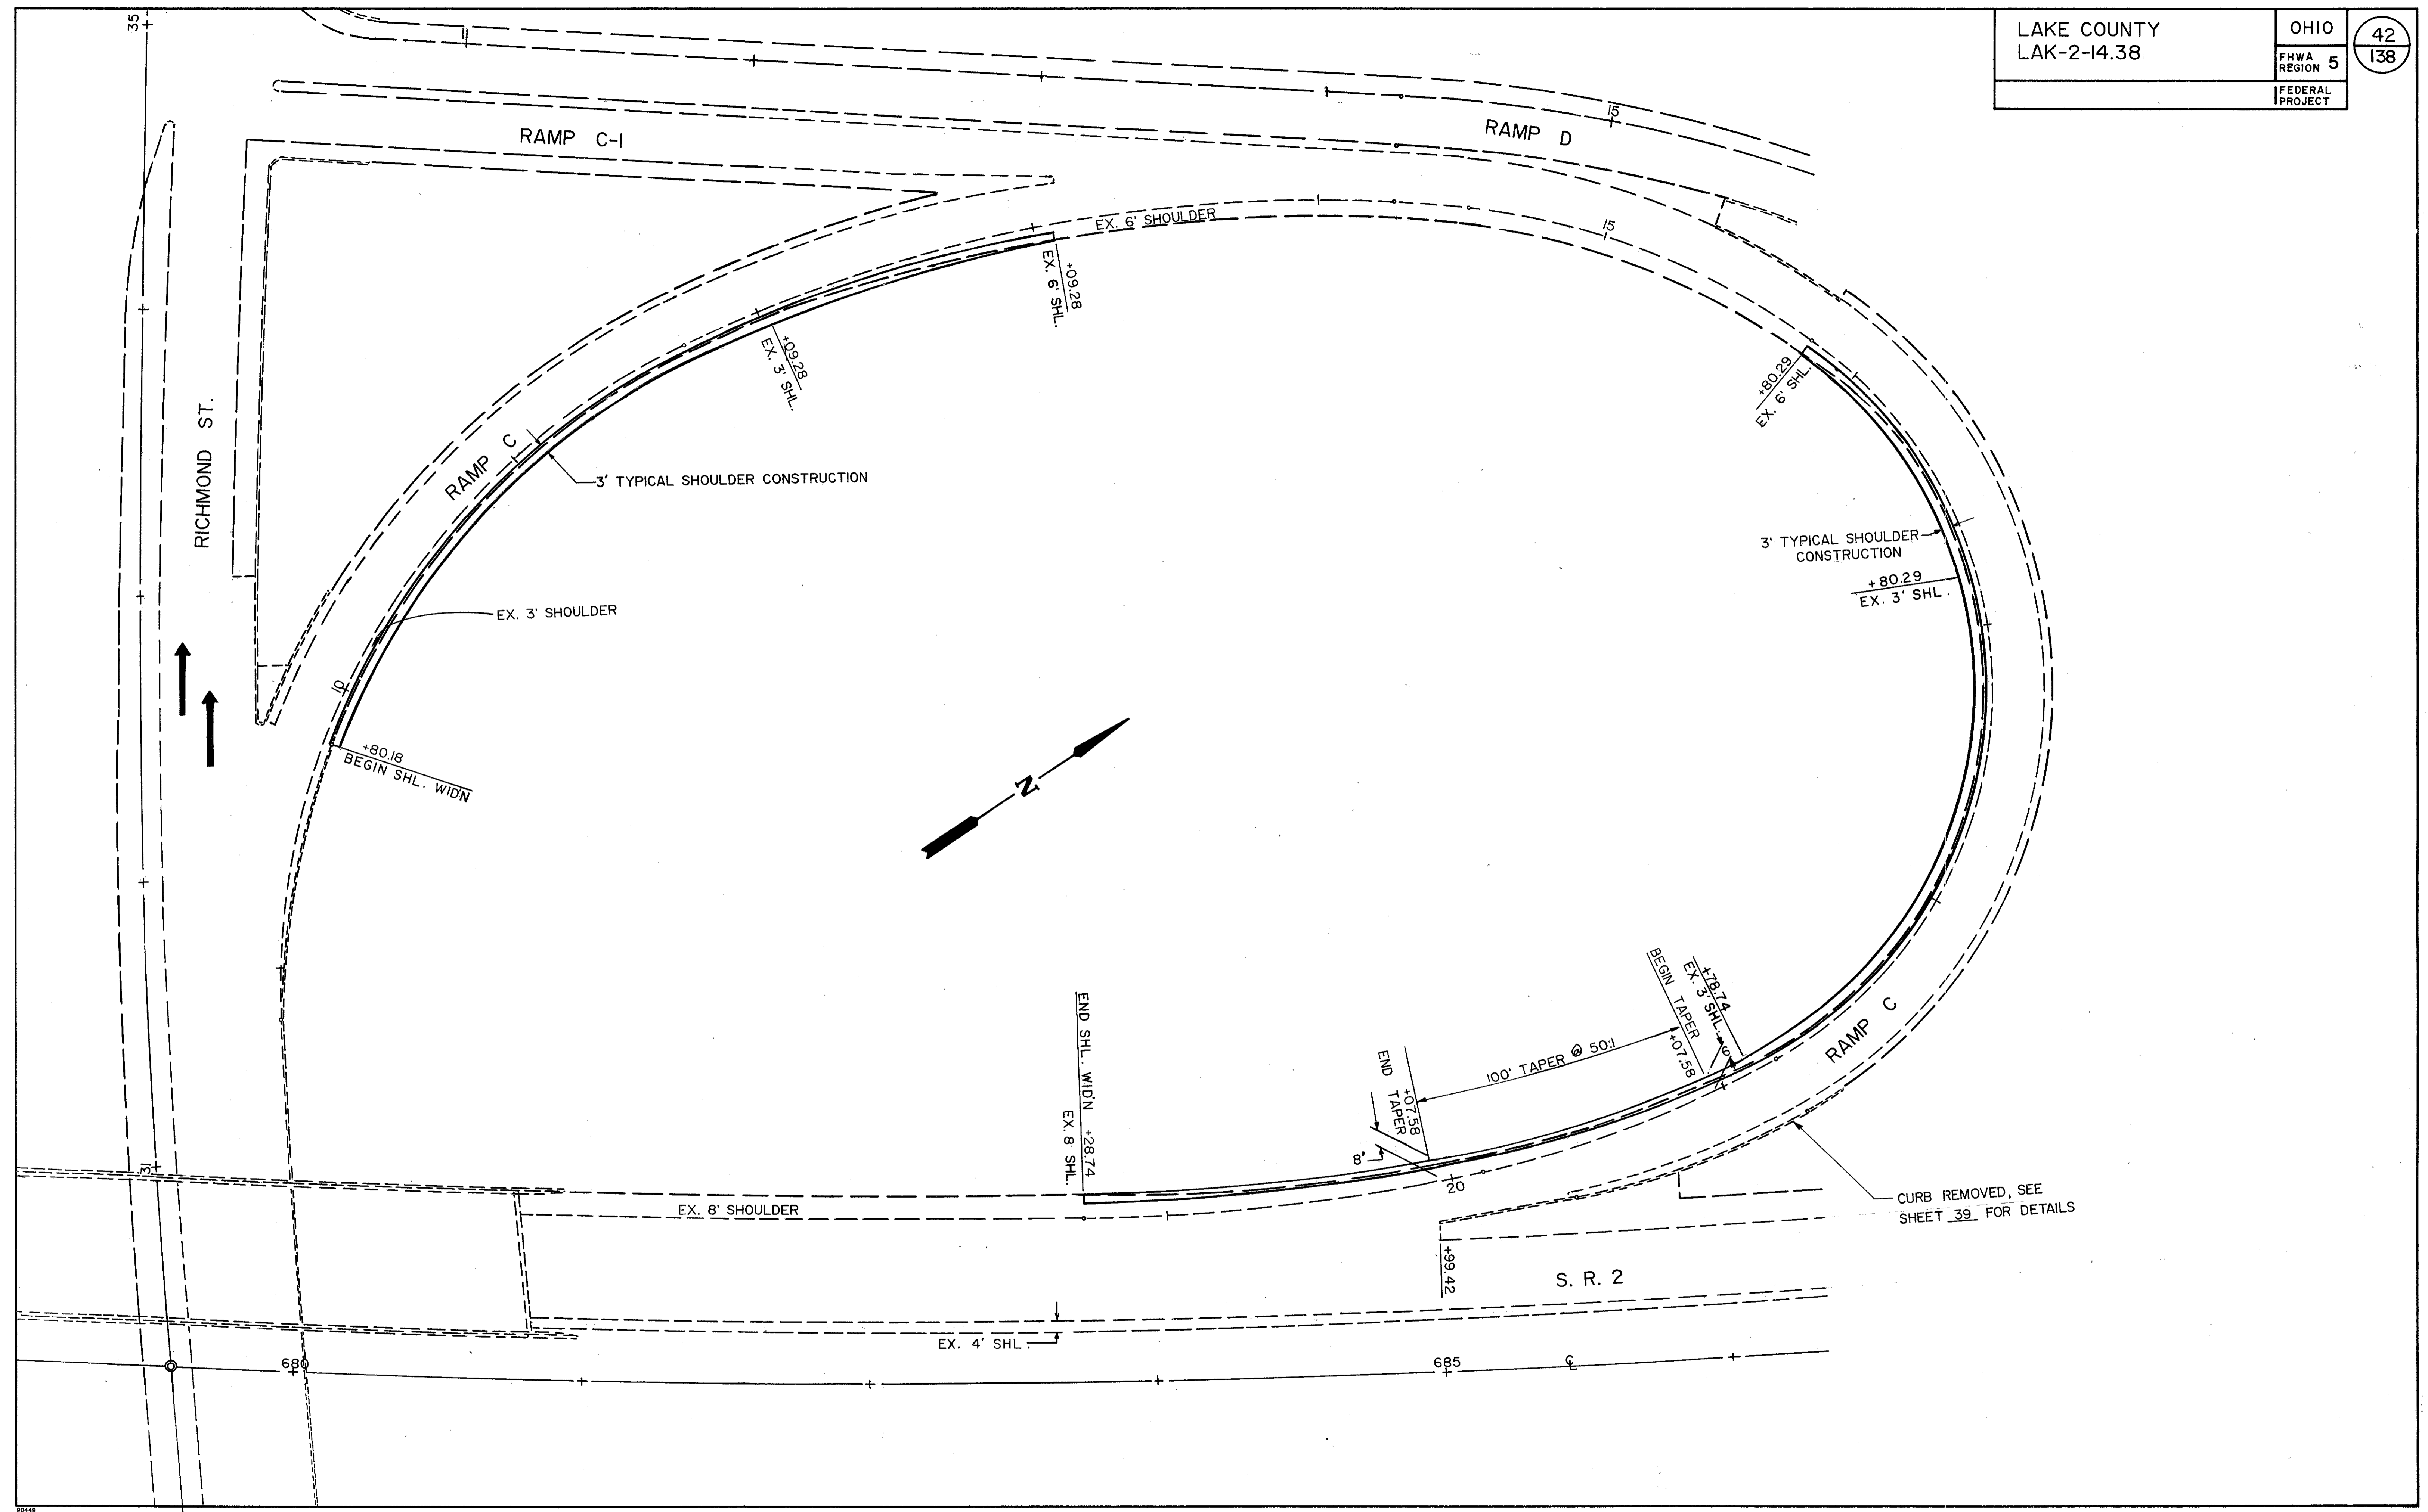 LAKE COUNTY
LAK-2-14.38
OHIO
FHWA
REGION 5
FEDERAL
PROJECT
42
138
35
11
RAMP C-1
RAMP D
15
EX. 6' SHOULDER
15
+09.28
EX. 6' SHL.
+09.28
EX. 3' SHL.
+80.29
EX. 6' SHL.
RICHMOND ST.
RAMP C
3' TYPICAL SHOULDER CONSTRUCTION
3' TYPICAL SHOULDER
CONSTRUCTION
+80.29
EX. 3' SHL.
EX. 3' SHOULDER
10
+80.18
BEGIN SHL. WID'N
N
+78.74
EX. 3' SHL.
BEGIN TAPER
+07.58
6'
100' TAPER @ 50:1
RAMP C
END TAPER
+07.58
8'
END SHL. WID'N +28.74
EX. 8 SHL.
31
20
EX. 8' SHOULDER
CURB REMOVED, SEE
SHEET 39 FOR DETAILS
+99.42
S. R. 2
EX. 4' SHL.
680
685
℄
90449